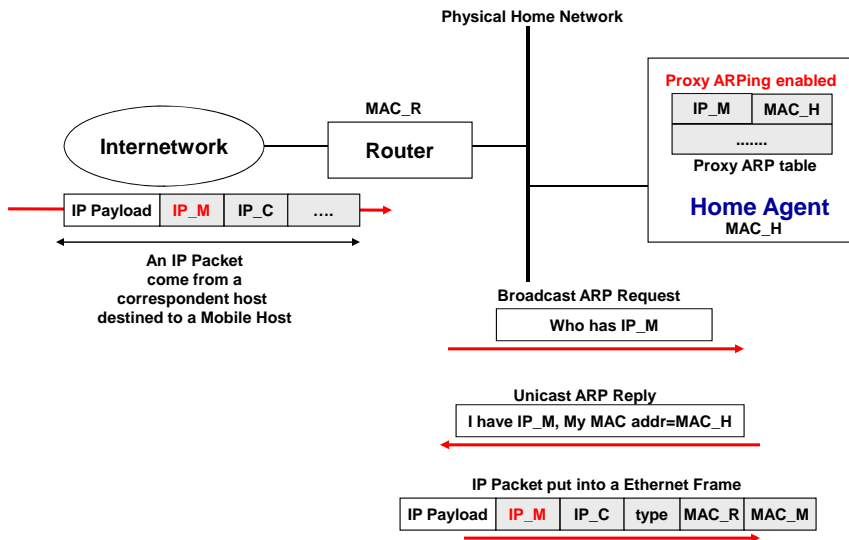 Physical Home Network
Proxy ARPing enabled
IP_M MAC_H
.......
Proxy ARP table
Home Agent
MAC_H
MAC_R
Internetwork
Router
IP Payload IP_M IP_C ....
An IP Packet
come from a
correspondent host
destined to a Mobile Host
Broadcast ARP Request
Who has IP_M
Unicast ARP Reply
I have IP_M, My MAC addr=MAC_H
IP Packet put into a Ethernet Frame
IP Payload IP_M IP_C type MAC_R MAC_M